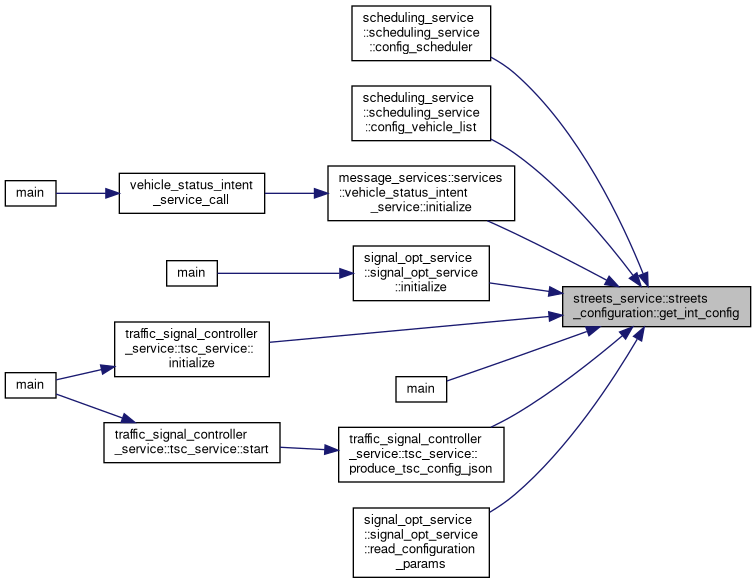 scheduling_service
::scheduling_service
::config_scheduler
scheduling_service
::scheduling_service
::config_vehicle_list
message_services::services
::vehicle_status_intent
_service::initialize
vehicle_status_intent
_service_call
main
signal_opt_service
::signal_opt_service
::initialize
main
streets_service::streets
_configuration::get_int_config
traffic_signal_controller
_service::tsc_service::
initialize
main
main
traffic_signal_controller
_service::tsc_service::start
traffic_signal_controller
_service::tsc_service::
produce_tsc_config_json
signal_opt_service
::signal_opt_service
::read_configuration
_params